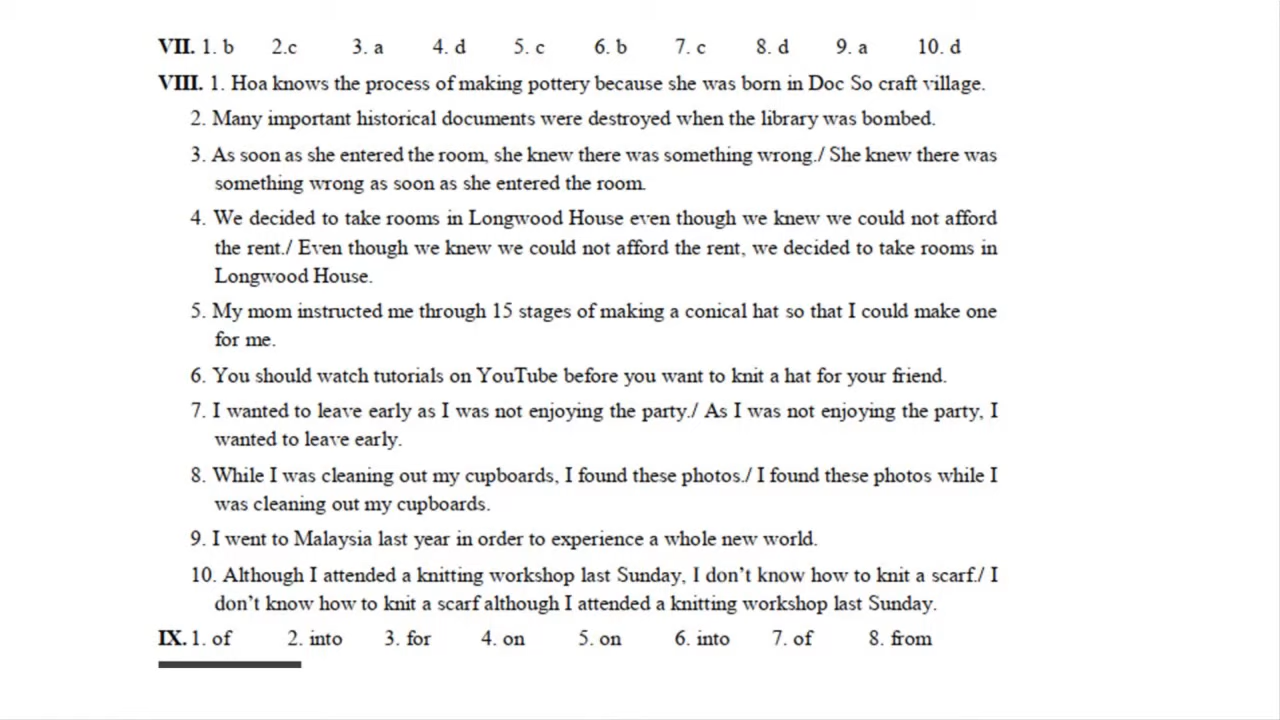 VII. 1. b 2.c 3. a 4. d 5. c 6. b 7. c 8. d 9. a 10. d
VIII. 1. Hoa knows the process of making pottery because she was born in Doc So craft village.
2. Many important historical documents were destroyed when the library was bombed.
3. As soon as she entered the room, she knew there was something wrong./ She knew there was
something wrong as soon as she entered the room.
4. We decided to take rooms in Longwood House even though we knew we could not afford
the rent./ Even though we knew we could not afford the rent, we decided to take rooms in
Longwood House.
5. My mom instructed me through 15 stages of making a conical hat so that I could make one
for me.
6. You should watch tutorials on YouTube before you want to knit a hat for your friend.
7. I wanted to leave early as I was not enjoying the party./ As I was not enjoying the party, I
wanted to leave early.
8. While I was cleaning out my cupboards, I found these photos./ I found these photos while I
was cleaning out my cupboards.
9. I went to Malaysia last year in order to experience a whole new world.
10. Although I attended a knitting workshop last Sunday, I don't know how to knit a scarf./ I
don't know how to knit a scarf although I attended a knitting workshop last Sunday.
IX. 1. of 2. into 3. for 4. on 5. on 6. into 7. of 8. from